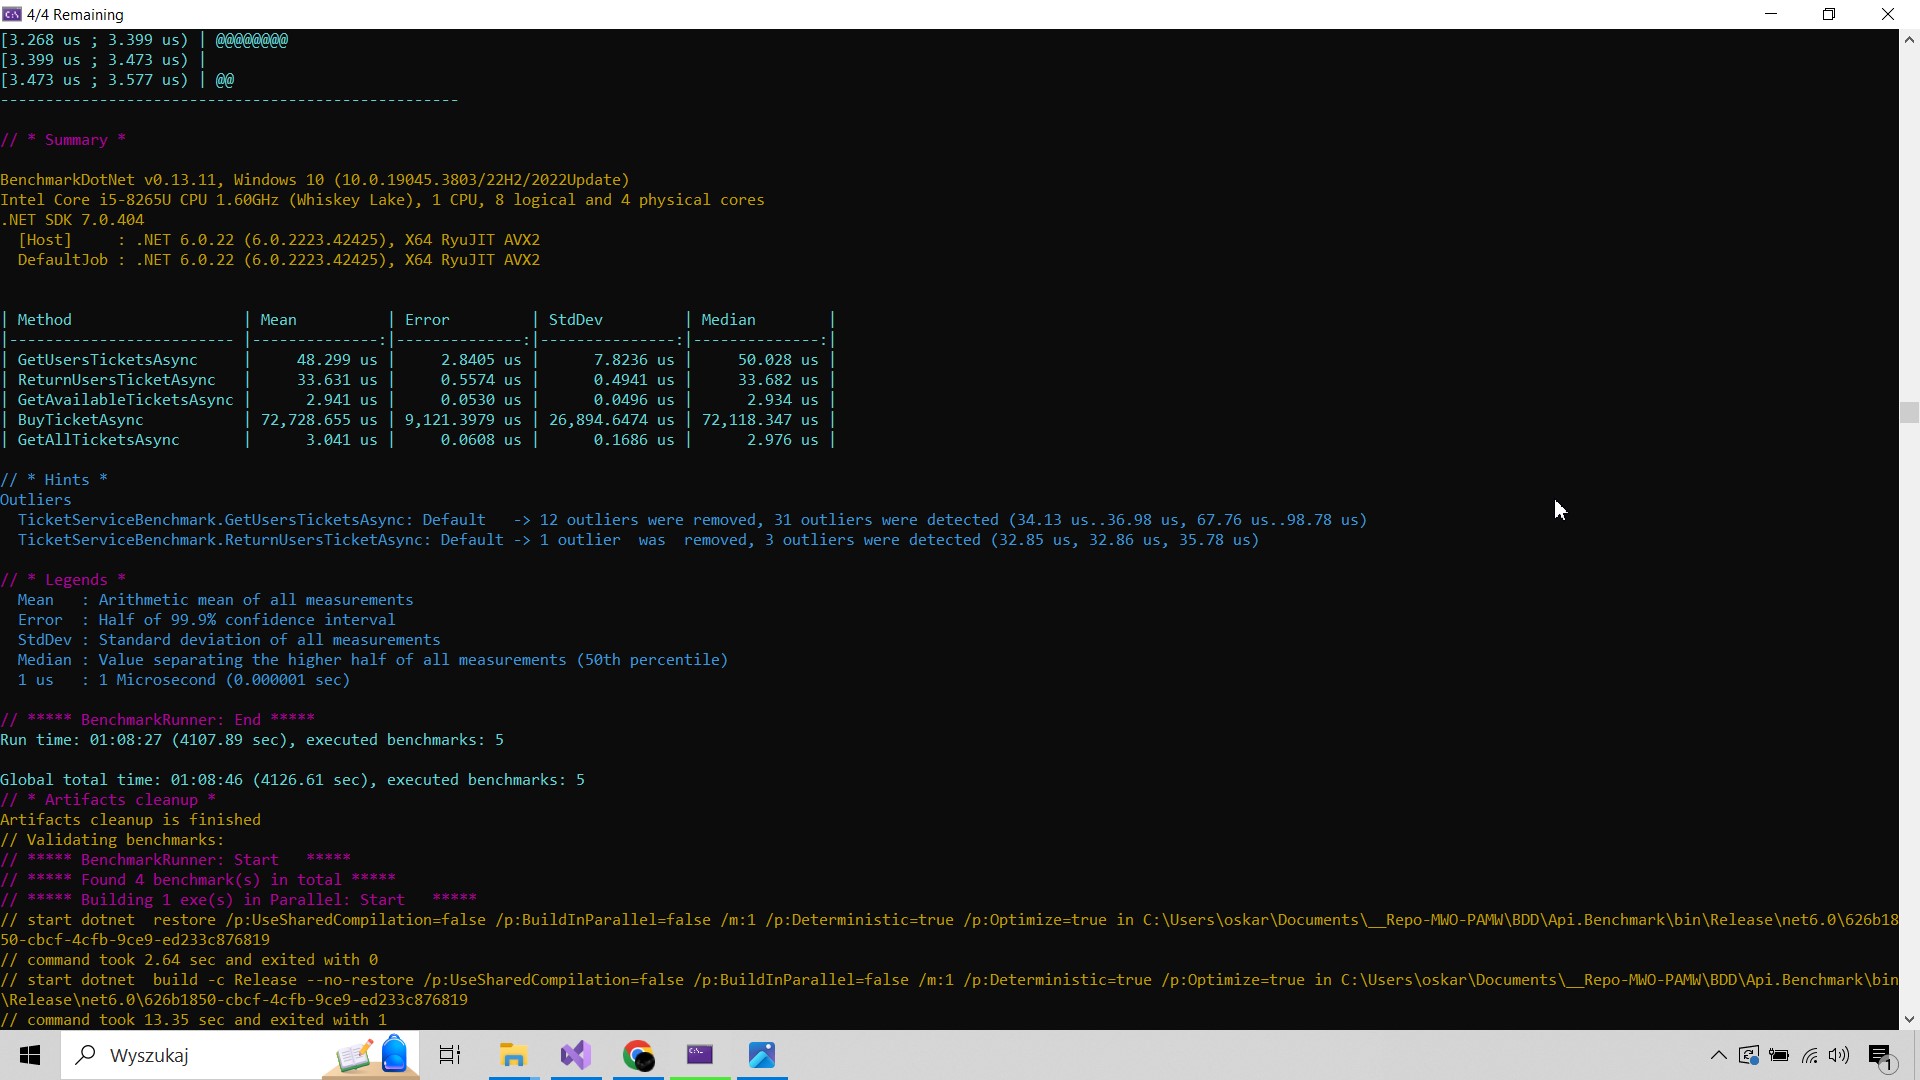 4/4 Remaining
[3.268 us ; 3.399 us) | @@@@@@@@
[3.399 us ; 3.473 us) |
[3.473 us ; 3.577 us) | @@
---------------------------------------------------
// * Summary *
BenchmarkDotNet v0.13.11, Windows 10 (10.0.19045.3803/22H2/2022Update)
Intel Core i5-8265U CPU 1.60GHz (Whiskey Lake), 1 CPU, 8 logical and 4 physical cores
.NET SDK 7.0.404
  [Host]     : .NET 6.0.22 (6.0.2223.42425), X64 RyuJIT AVX2
  DefaultJob : .NET 6.0.22 (6.0.2223.42425), X64 RyuJIT AVX2
| Method                   | Mean          | Error         | StdDev         | Median        |
|------------------------- |--------------:|--------------:|---------------:|--------------:|
| GetUsersTicketsAsync     |     48.299 us |     2.8405 us |      7.8236 us |     50.028 us |
| ReturnUsersTicketAsync   |     33.631 us |     0.5574 us |      0.4941 us |     33.682 us |
| GetAvailableTicketsAsync |      2.941 us |     0.0530 us |      0.0496 us |      2.934 us |
| BuyTicketAsync           | 72,728.655 us | 9,121.3979 us | 26,894.6474 us | 72,118.347 us |
| GetAllTicketsAsync       |      3.041 us |     0.0608 us |      0.1686 us |      2.976 us |
// * Hints *
Outliers
  TicketServiceBenchmark.GetUsersTicketsAsync: Default   -> 12 outliers were removed, 31 outliers were detected (34.13 us..36.98 us, 67.76 us..98.78 us)
  TicketServiceBenchmark.ReturnUsersTicketAsync: Default -> 1 outlier  was  removed, 3 outliers were detected (32.85 us, 32.86 us, 35.78 us)
// * Legends *
  Mean   : Arithmetic mean of all measurements
  Error  : Half of 99.9% confidence interval
  StdDev : Standard deviation of all measurements
  Median : Value separating the higher half of all measurements (50th percentile)
  1 us   : 1 Microsecond (0.000001 sec)
// ***** BenchmarkRunner: End *****
Run time: 01:08:27 (4107.89 sec), executed benchmarks: 5
Global total time: 01:08:46 (4126.61 sec), executed benchmarks: 5
// * Artifacts cleanup *
Artifacts cleanup is finished
// Validating benchmarks:
// ***** BenchmarkRunner: Start   *****
// ***** Found 4 benchmark(s) in total *****
// ***** Building 1 exe(s) in Parallel: Start   *****
// start dotnet  restore /p:UseSharedCompilation=false /p:BuildInParallel=false /m:1 /p:Deterministic=true /p:Optimize=true in C:\Users\oskar\Documents\__Repo-MWO-PAMW\BDD\Api.Benchmark\bin\Release\net6.0\626b18
50-cbcf-4cfb-9ce9-ed233c876819
// command took 2.64 sec and exited with 0
// start dotnet  build -c Release --no-restore /p:UseSharedCompilation=false /p:BuildInParallel=false /m:1 /p:Deterministic=true /p:Optimize=true in C:\Users\oskar\Documents\__Repo-MWO-PAMW\BDD\Api.Benchmark\bin
\Release\net6.0\626b1850-cbcf-4cfb-9ce9-ed233c876819
// command took 13.35 sec and exited with 1
Wyszukaj
1